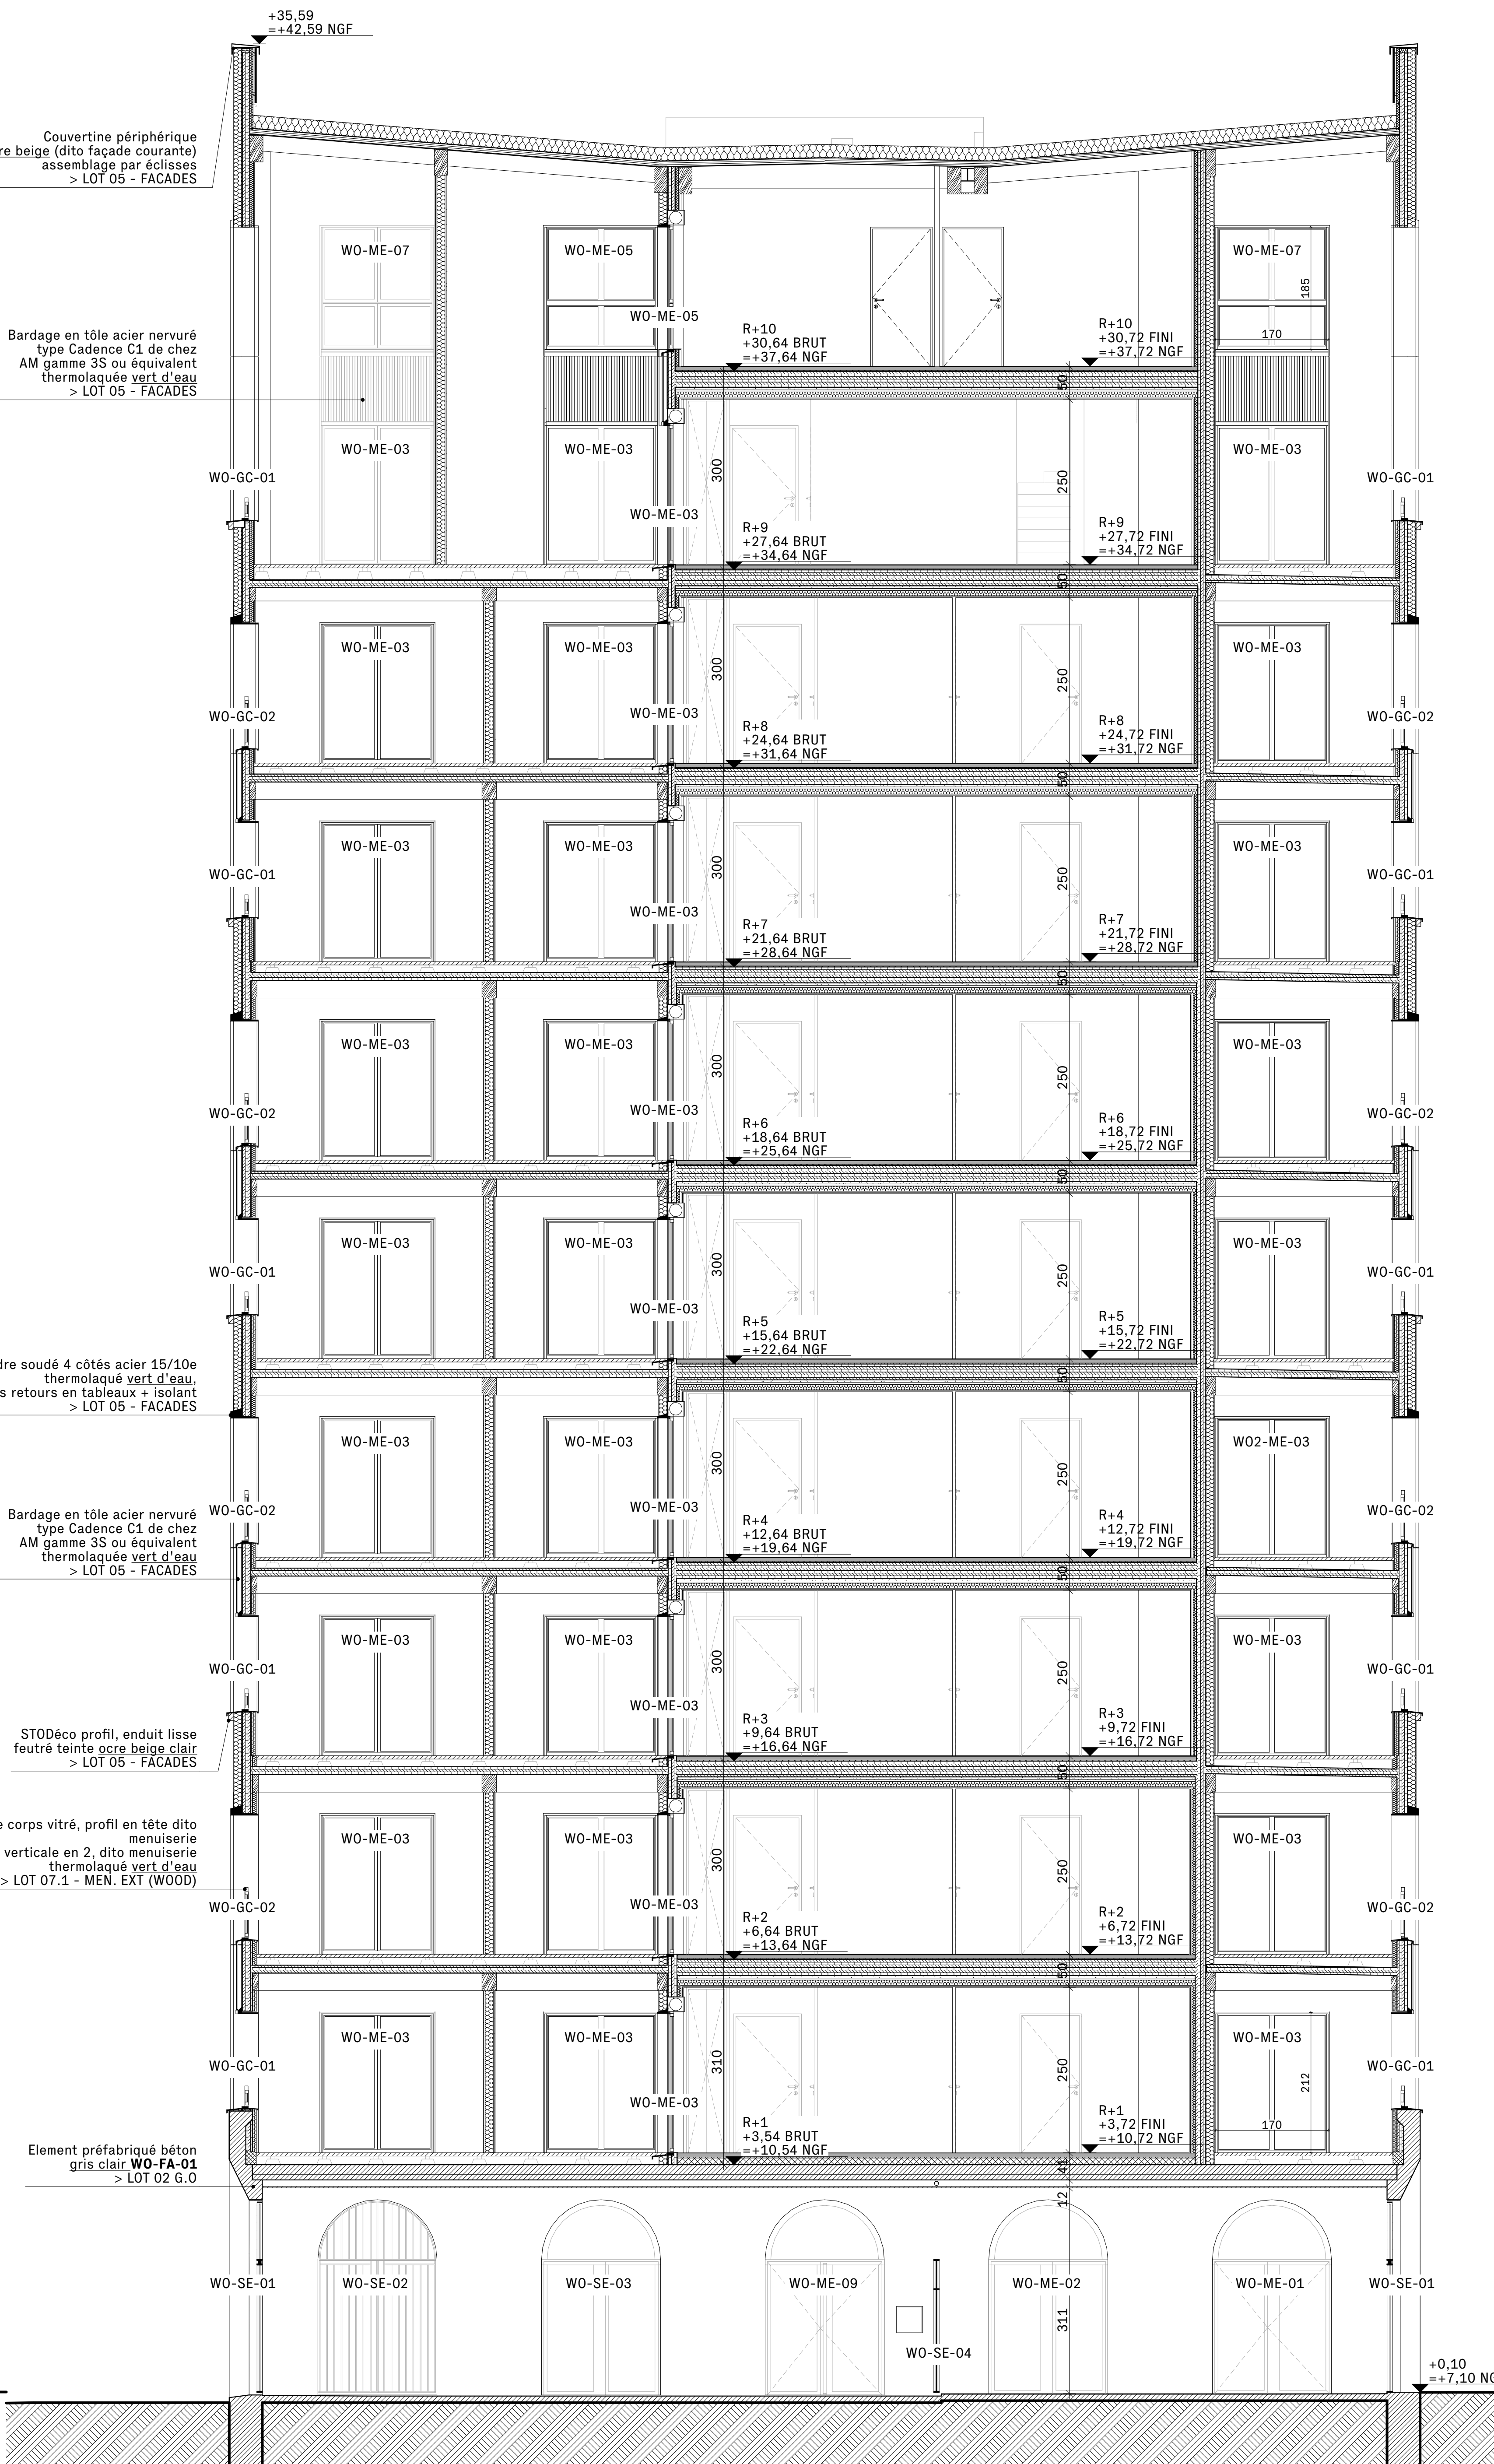 +35,59
=+42,59 NGF
Couvertine périphérique
beige (dito façade courante)
assemblage par éclisses
> LOT 05 - FACADES
WO-ME-07
WO-ME-05
WO-ME-07
185
170
WO-ME-05
Bardage en tôle acier nervuré
type Cadence C1 de chez
AM gamme 3S ou équivalent
thermolaquée vert d'eau
> LOT 05 - FACADES
R+10
+30,64 BRUT
=+37,64 NGF
R+10
+30,72 FINI
=+37,72 NGF
50
WO-ME-03
WO-ME-03
WO-ME-03
WO-GC-01
300
250
WO-GC-01
WO-ME-03
R+9
+27,64 BRUT
=+34,64 NGF
R+9
+27,72 FINI
=+34,72 NGF
50
WO-ME-03
WO-ME-03
WO-ME-03
300
250
WO-GC-02
WO-ME-03
WO-GC-02
R+8
+24,64 BRUT
=+31,64 NGF
R+8
+24,72 FINI
=+31,72 NGF
50
WO-ME-03
WO-ME-03
WO-ME-03
WO-GC-01
300
250
WO-GC-01
WO-ME-03
R+7
+21,64 BRUT
=+28,64 NGF
R+7
+21,72 FINI
=+28,72 NGF
50
WO-ME-03
WO-ME-03
WO-ME-03
300
250
WO-GC-02
WO-ME-03
WO-GC-02
R+6
+18,64 BRUT
=+25,64 NGF
R+6
+18,72 FINI
=+25,72 NGF
50
WO-ME-03
WO-ME-03
WO-ME-03
WO-GC-01
300
250
WO-GC-01
WO-ME-03
R+5
+15,64 BRUT
=+22,64 NGF
R+5
+15,72 FINI
=+22,72 NGF
50
soudé 4 côtés acier 15/10e
thermolaqué vert d'eau,
retours en tableaux + isolant
> LOT 05 - FACADES
WO-ME-03
WO-ME-03
WO2-ME-03
300
250
WO-GC-02
WO-ME-03
WO-GC-02
Bardage en tôle acier nervuré
type Cadence C1 de chez
AM gamme 3S ou équivalent
thermolaquée vert d'eau
> LOT 05 - FACADES
R+4
+12,64 BRUT
=+19,64 NGF
R+4
+12,72 FINI
=+19,72 NGF
50
WO-ME-03
WO-ME-03
WO-ME-03
WO-GC-01
300
250
WO-GC-01
WO-ME-03
STODéco profil, enduit lisse
feutré teinte ocre beige clair
> LOT 05 - FACADES
R+3
+9,64 BRUT
=+16,64 NGF
R+3
+9,72 FINI
=+16,72 NGF
50
corps vitré, profil en tête dito
menuiserie
verticale en 2, dito menuiserie
thermolaqué vert d'eau
> LOT 07.1 - MEN. EXT (WOOD)
WO-ME-03
WO-ME-03
WO-ME-03
300
250
WO-GC-02
WO-ME-03
WO-GC-02
R+2
+6,64 BRUT
=+13,64 NGF
R+2
+6,72 FINI
=+13,72 NGF
50
WO-ME-03
WO-ME-03
WO-ME-03
WO-GC-01
310
250
212
170
WO-GC-01
WO-ME-03
R+1
+3,54 BRUT
=+10,54 NGF
R+1
+3,72 FINI
=+10,72 NGF
Element préfabriqué béton
gris clair WO-FA-01
> LOT 02 G.O
41
12
WO-SE-01
WO-SE-02
WO-SE-03
WO-ME-09
WO-ME-02
WO-ME-01
WO-SE-01
311
WO-SE-04
+0,10
=+7,10